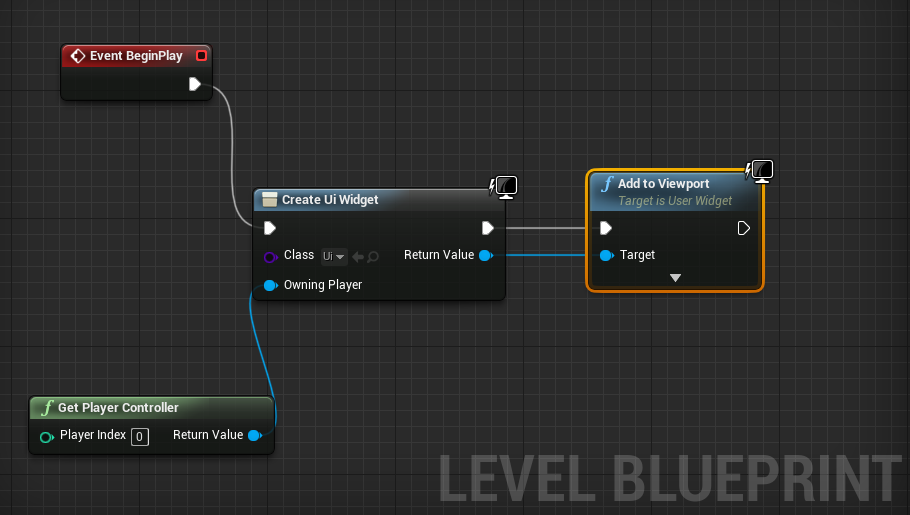 Event BeginPlay
Create Ui Widget
Class Ui
Return Value
Owning Player
Add to Viewport
Target is User Widget
Target
Get Player Controller
Player Index 0
Return Value
LEVEL BLUEPRINT